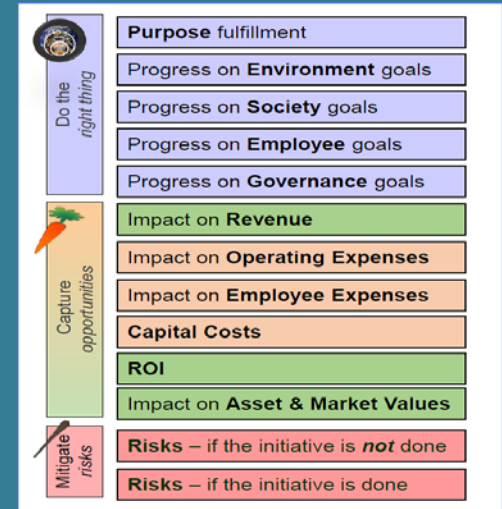 Do the
right thing
Purpose fulfillment
Progress on Environment goals
Progress on Society goals
Progress on Employee goals
Progress on Governance goals
Capture
opportunities
Impact on Revenue
Impact on Operating Expenses
Impact on Employee Expenses
Capital Costs
ROI
Impact on Asset & Market Values
Mitigate
risks
Risks – if the initiative is not done
Risks – if the initiative is done